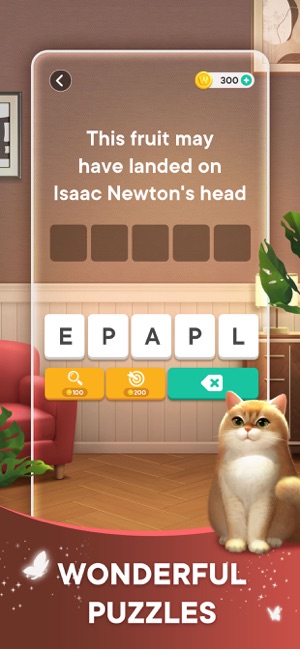 300
This fruit may
have landed on
Isaac Newton's head
E P A P L
100 200
WONDERFUL
PUZZLES